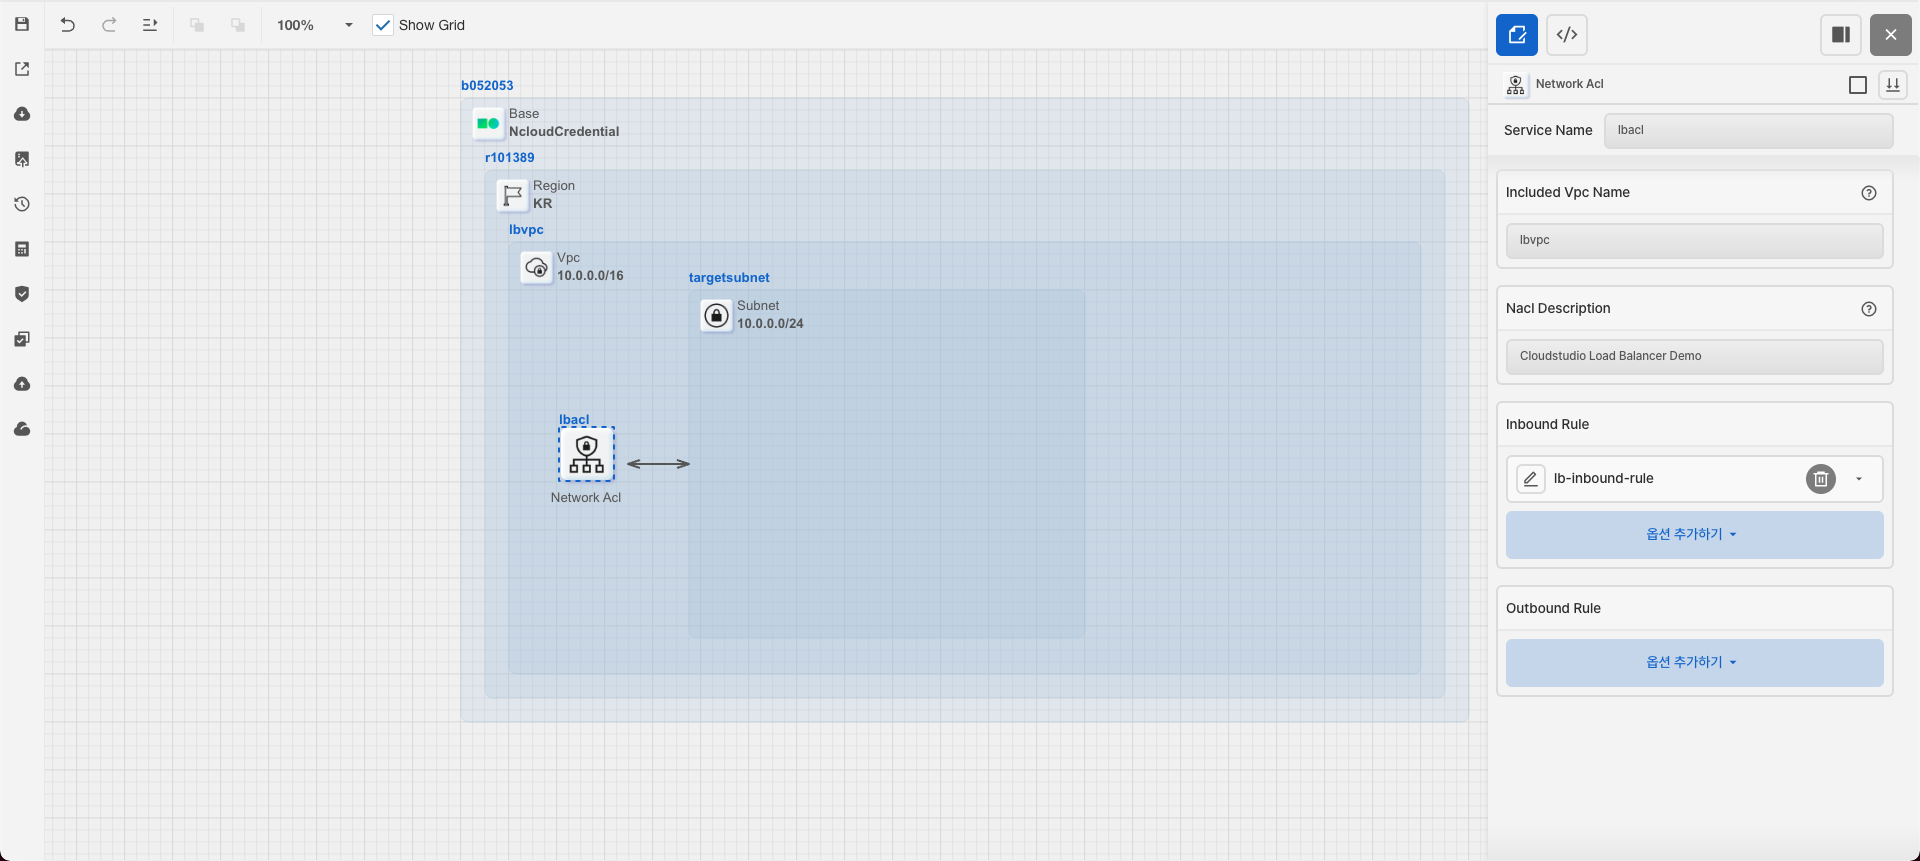 100%
Show Grid
b052053
Base
NcloudCredential
r101389
Region
KR
lbvpc
Vpc
10.0.0.0/16
targetsubnet
Subnet
10.0.0.0/24
lbacl
Network Acl
Network Acl
Service Name
lbacl
Included Vpc Name
lbvpc
Nacl Description
Cloudstudio Load Balancer Demo
Inbound Rule
lb-inbound-rule
옵션 추가하기
Outbound Rule
옵션 추가하기